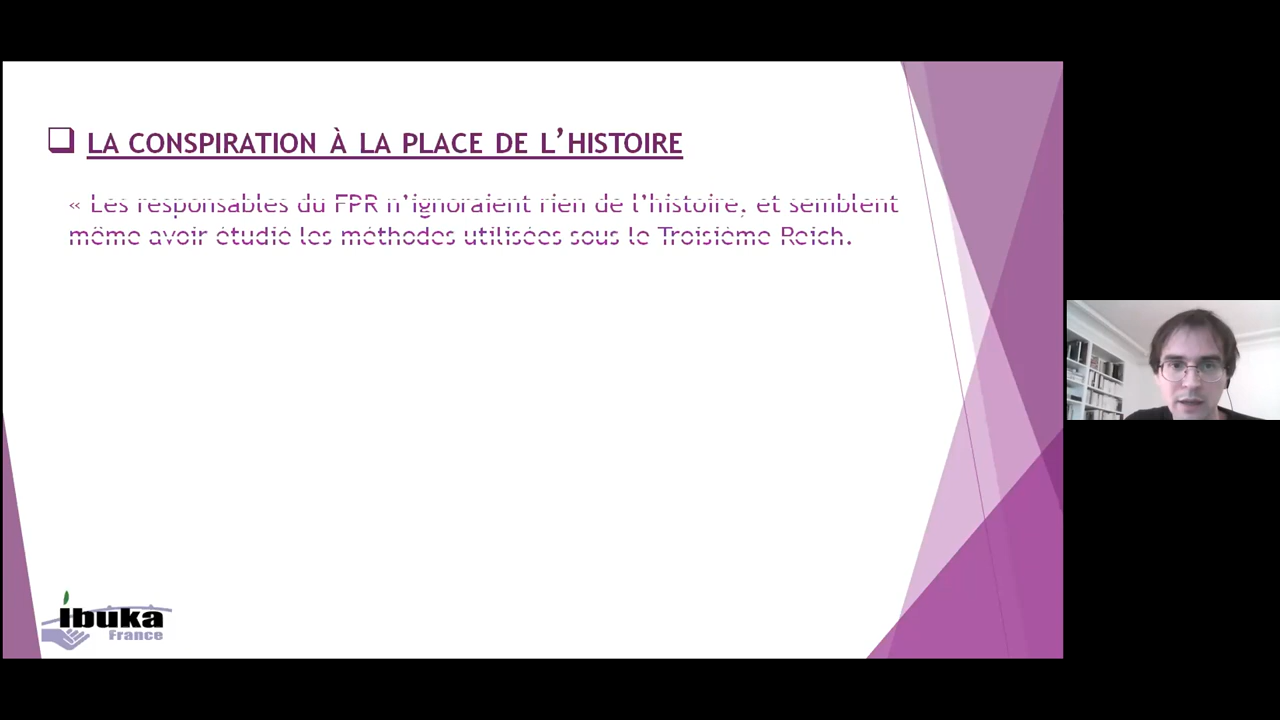 LA CONSPIRATION À LA PLACE DE L’HISTOIRE
« Les responsables du FPR n’ignoraient rien de l’histoire, et semblent
même avoir étudié les méthodes utilisées sous le Troisième Reich.
Ibuka
France